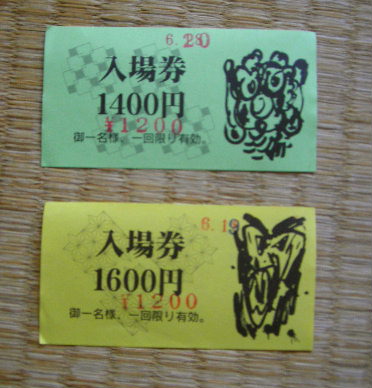 6.20
入場券
1400円
¥1200
御一名様、一回限り有効。
6.19
入場券
1600円
¥1200
御一名様、一回限り有効。